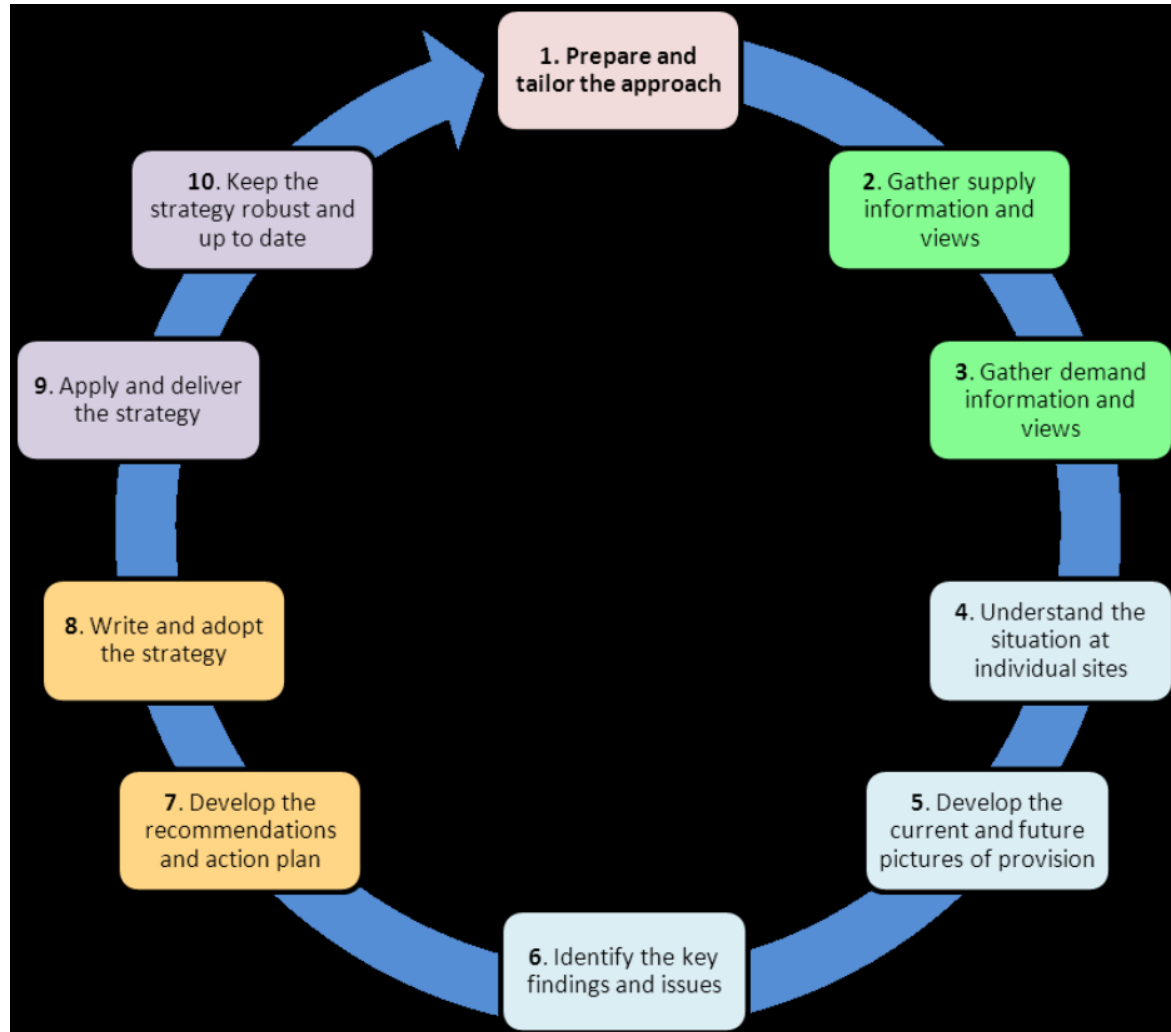 1. Prepare and
tailor the approach
2. Gather supply
information and
views
3. Gather demand
information and
views
4. Understand the
situation at
individual sites
5. Develop the
current and future
pictures of provision
6. Identify the key
findings and issues
7. Develop the
recommendations
and action plan
8. Write and adopt
the strategy
9. Apply and deliver
the strategy
10. Keep the
strategy robust and
up to date